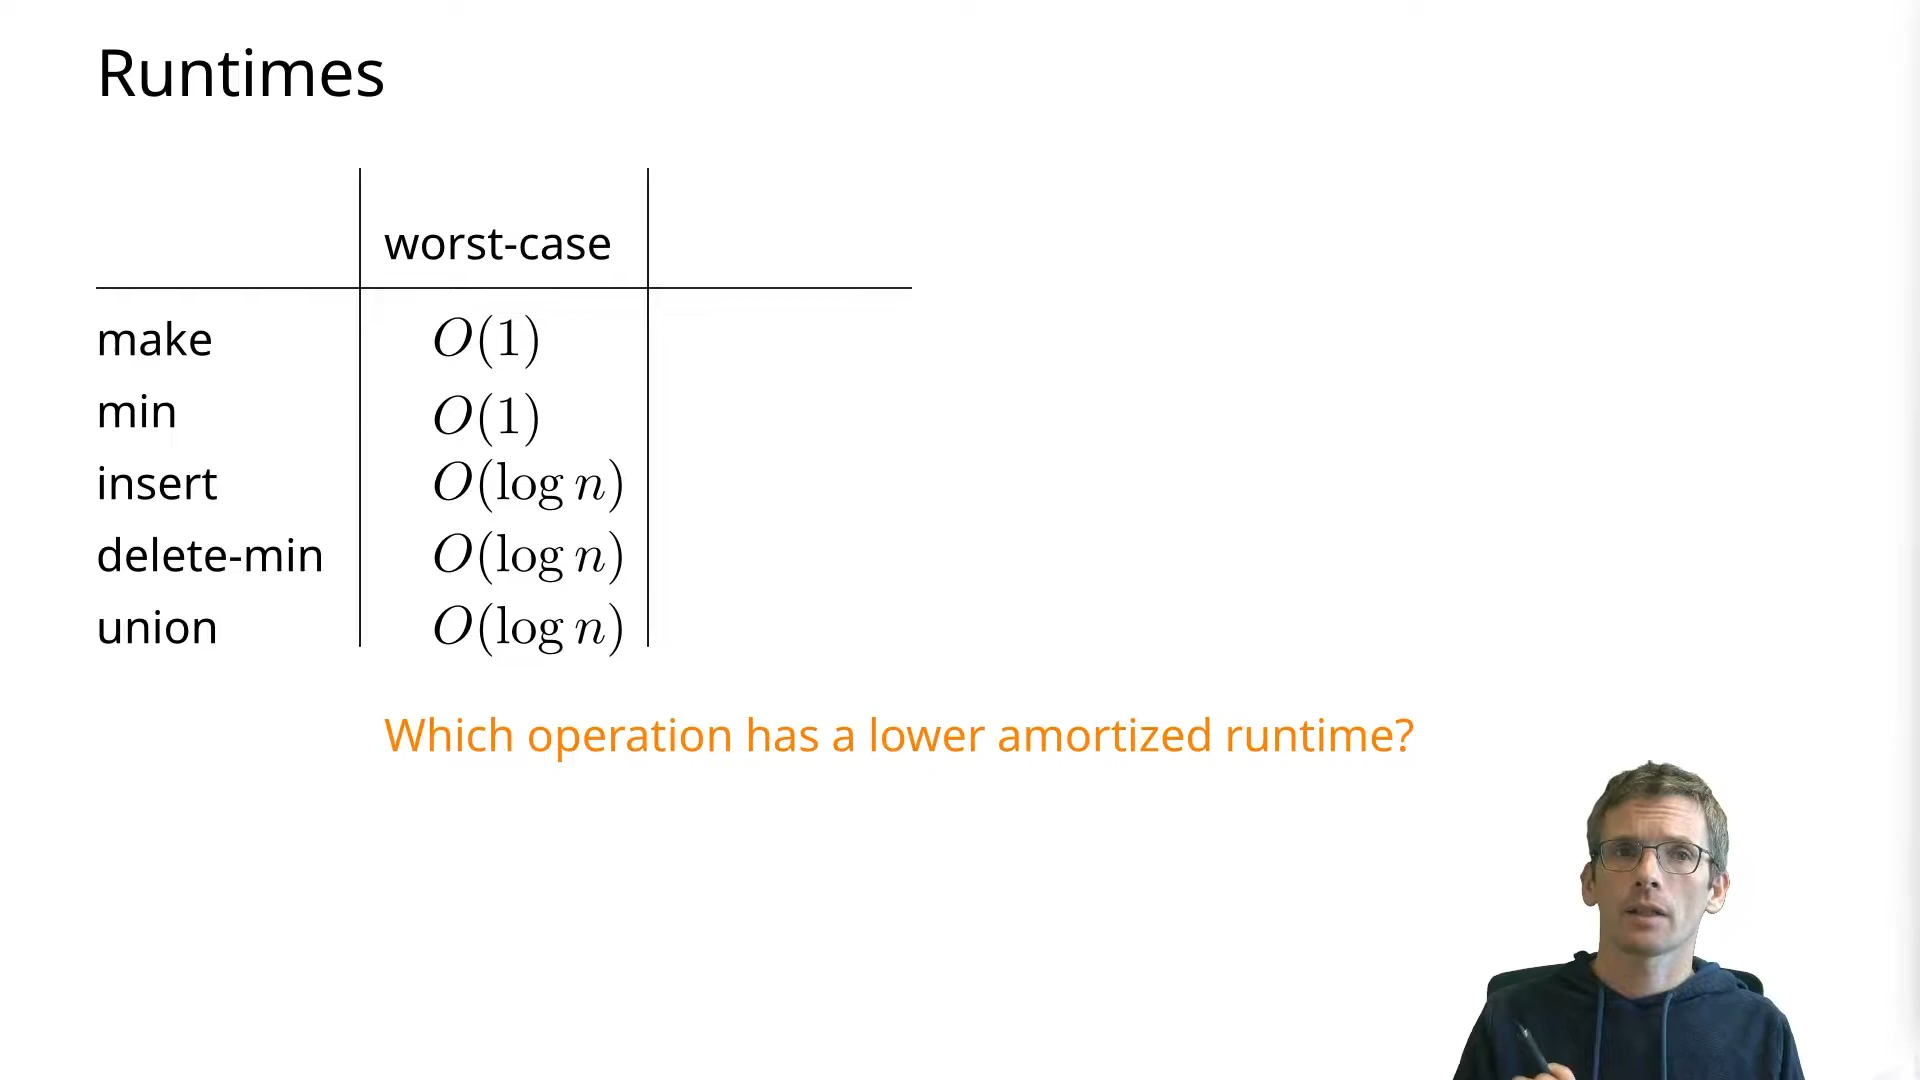 Runtimes
worst-case
make O(1)
min O(1)
insert O(log n)
delete-min O(log n)
union O(log n)
Which operation has a lower amortized runtime?